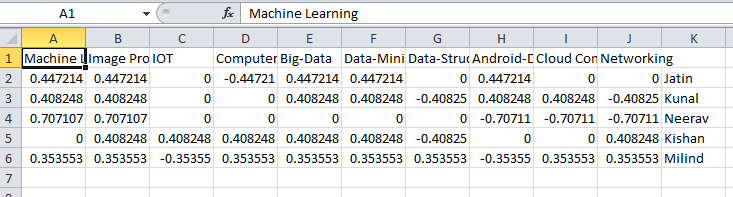 A1 fx Machine Learning
A B C D E F G H I J K
1 Machine L Image Pro IOT Computer Big-Data Data-Mini Data-Struc Android-D Cloud Con Networking
2 0.447214 0.447214 0 -0.44721 0.447214 0.447214 0 0.447214 0 0 Jatin
3 0.408248 0.408248 0 0 0.408248 0.408248 -0.40825 0.408248 0.408248 -0.40825 Kunal
4 0.707107 0.707107 0 0 0 0 0 -0.70711 -0.70711 -0.70711 Neerav
5 0 0.408248 0.408248 0.408248 0.408248 0.408248 -0.40825 0 0 0.408248 Kishan
6 0.353553 0.353553 -0.35355 0.353553 0.353553 0.353553 0.353553 -0.35355 0.353553 0.353553 Milind
7